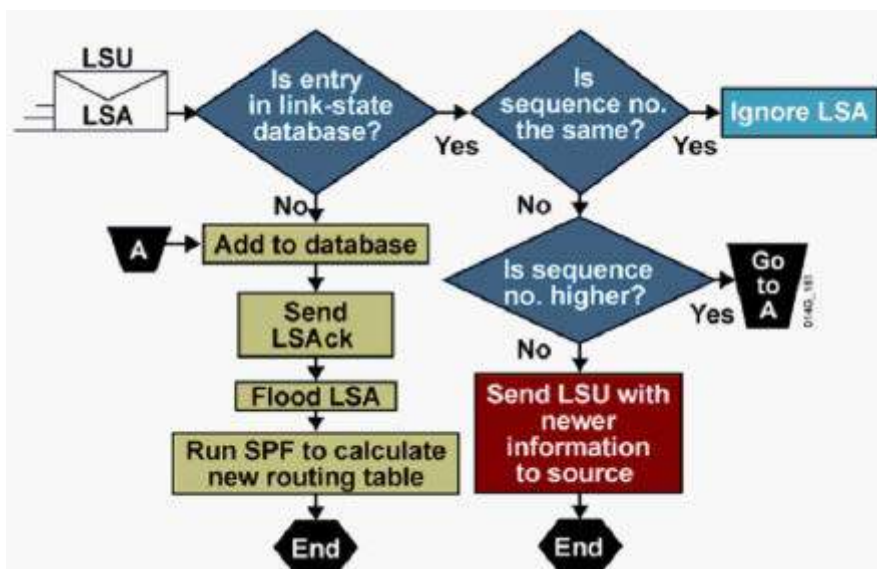 LSU
LSA
Is entry
in link-state
database?
Yes
Is
sequence no.
the same?
Yes
Ignore LSA
No
No
A
Add to database
Is sequence
no. higher?
Yes
Go
to
A
Send
LSAck
No
Flood LSA
Send LSU with
newer
information
to source
Run SPF to calculate
new routing table
End
End